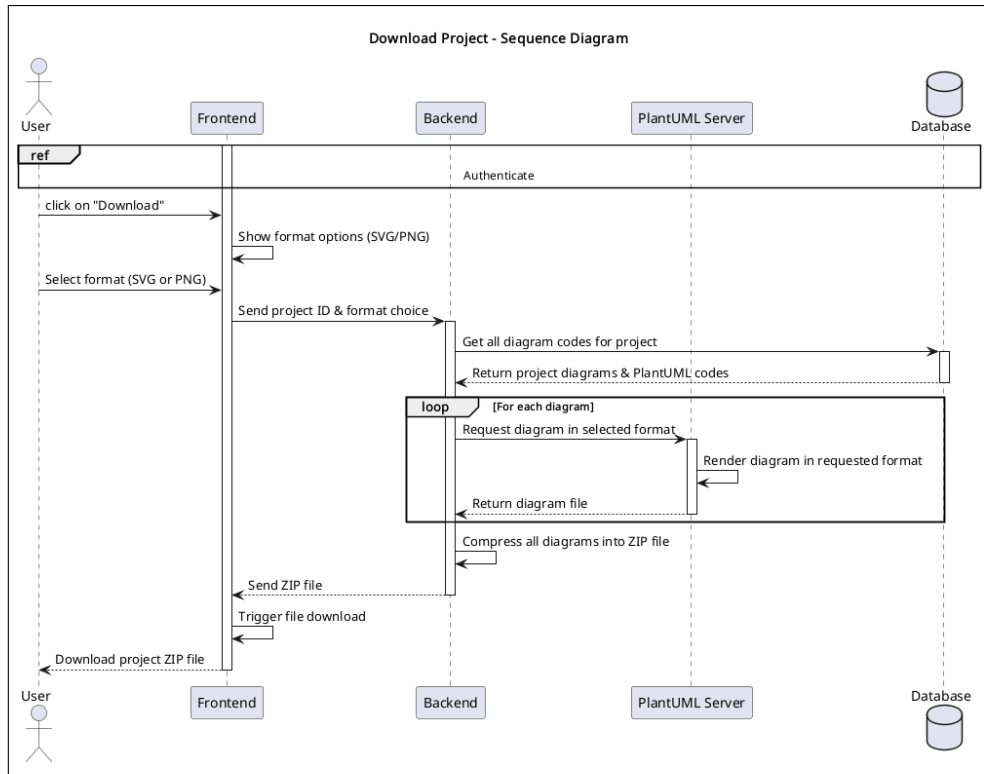 Download Project - Sequence Diagram
User
Frontend
Backend
PlantUML Server
Database
ref
Authenticate
click on "Download"
Show format options (SVG/PNG)
Select format (SVG or PNG)
Send project ID & format choice
Get all diagram codes for project
Return project diagrams & PlantUML codes
loop [For each diagram]
Request diagram in selected format
Render diagram in requested format
Return diagram file
Compress all diagrams into ZIP file
Send ZIP file
Trigger file download
Download project ZIP file
User
Frontend
Backend
PlantUML Server
Database